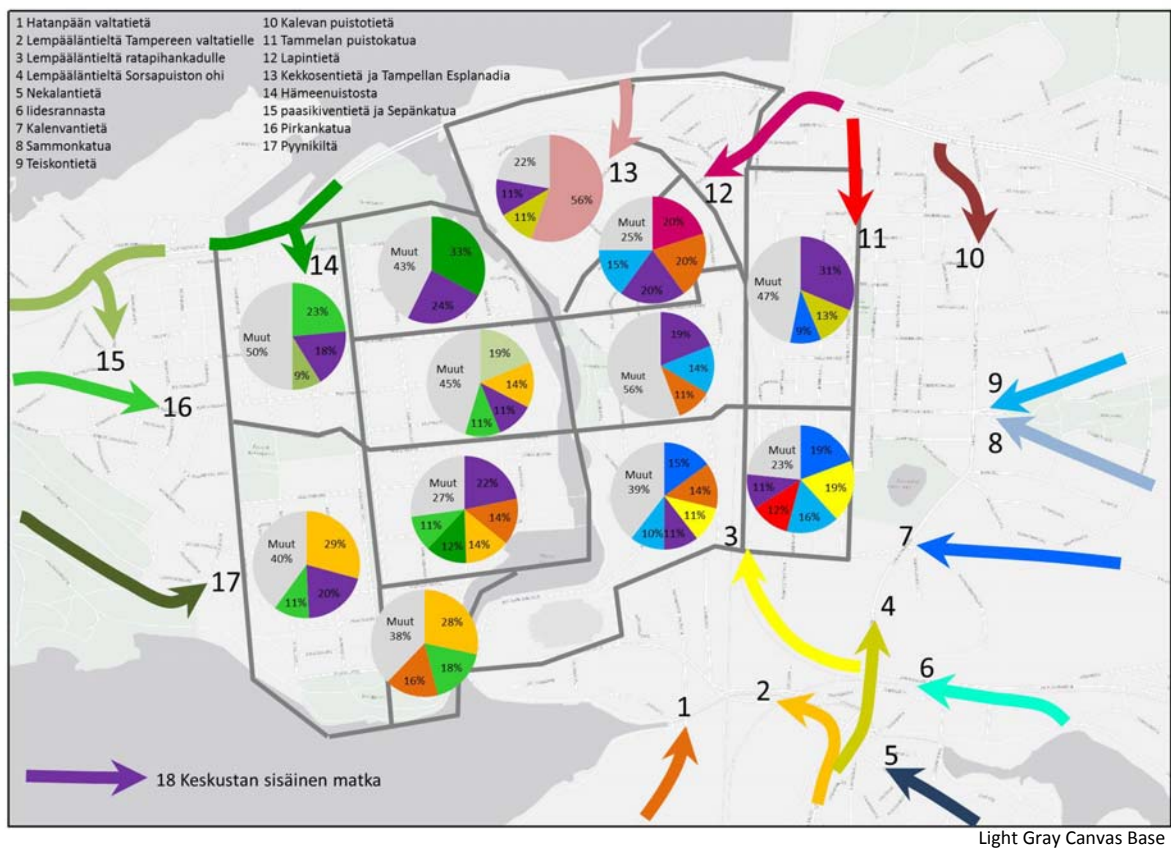 1 Hatanpään valtatietä
2 Lempääläntieltä Tampereen valtatielle
3 Lempääläntieltä ratapihankadulle
4 Lempääläntieltä Sorsapuiston ohi
5 Nekalantietä
6 Iidesrannasta
7 Kalenvantietä
8 Sammonkatua
9 Teiskontietä
10 Kalevan puistotietä
11 Tammelan puistokatua
12 Lapintietä
13 Kekkosentietä ja Tampellan Esplanadia
14 Hämeenuistosta
15 paasikiventietä ja Sepänkatua
16 Pirkankatua
17 Pyynikiltä
22%
56%
11%
11%
13
12
Muut
25%
20%
20%
20%
15%
11
10
Muut
43%
33%
24%
14
Muut
47%
31%
13%
9%
Muut
50%
23%
18%
9%
15
16
Muut
45%
19%
14%
11%
11%
Muut
56%
19%
14%
11%
9
8
Muut
27%
22%
14%
14%
12%
11%
Muut
39%
15%
14%
11%
11%
10%
3
Muut
23%
19%
19%
16%
12%
11%
7
17
Muut
40%
29%
20%
11%
Muut
38%
28%
18%
16%
4
6
1
2
5
18 Keskustan sisäinen matka
Light Gray Canvas Base